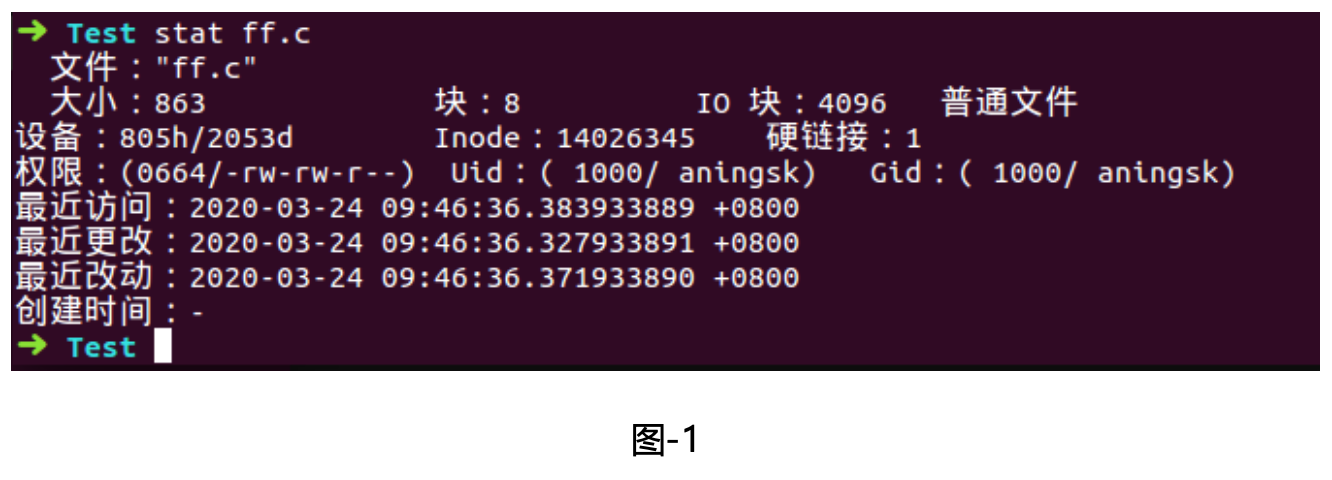 ➜ Test stat ff.c
文件："ff.c"
大小：863 块：8 IO 块：4096 普通文件
设备：805h/2053d Inode：14026345 硬链接：1
权限：(0664/-rw-rw-r--) Uid：( 1000/ aningsk) Gid：( 1000/ aningsk)
最近访问：2020-03-24 09:46:36.383933889 +0800
最近更改：2020-03-24 09:46:36.327933891 +0800
最近改动：2020-03-24 09:46:36.371933890 +0800
创建时间：-
➜ Test
图-1